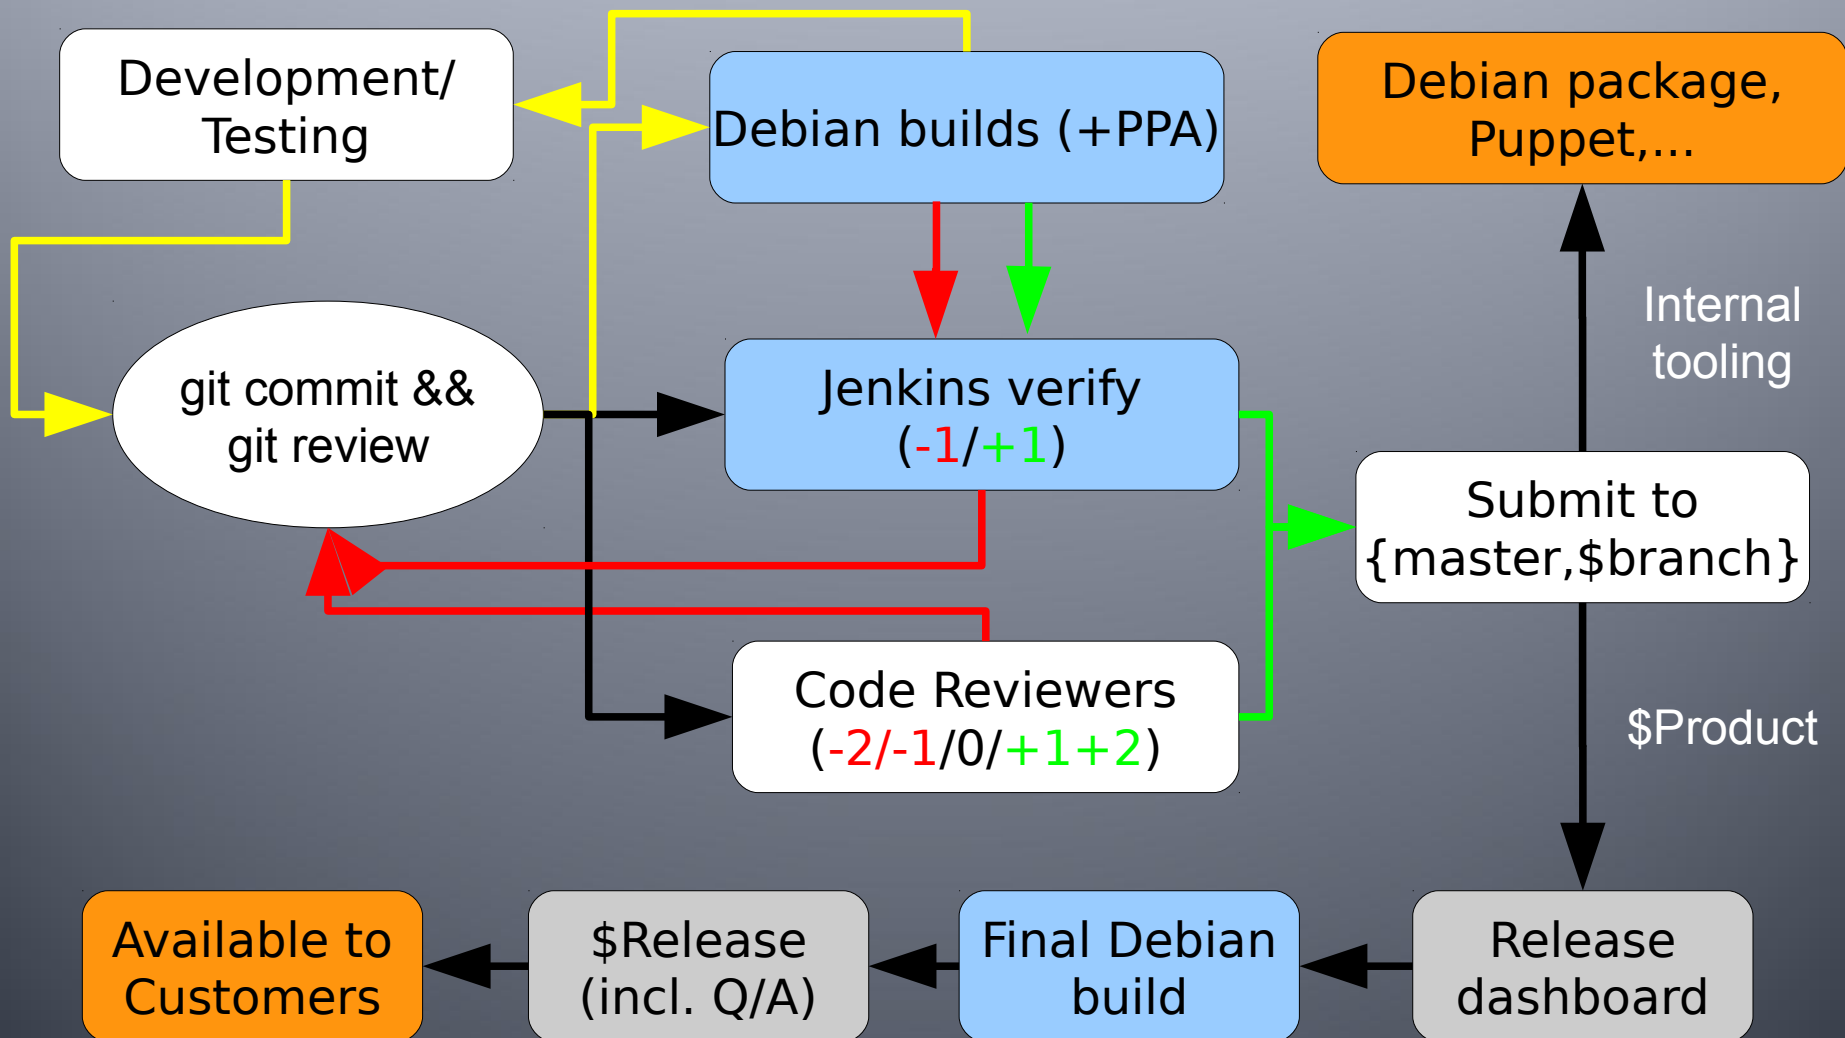 Development/
Testing
Debian builds (+PPA)
Debian package,
Puppet,...
Internal
tooling
git commit &&
git review
Jenkins verify
(-1/+1)
Submit to
{master,$branch}
Code Reviewers
(-2/-1/0/+1+2)
$Product
Available to
Customers
$Release
(incl. Q/A)
Final Debian
build
Release
dashboard